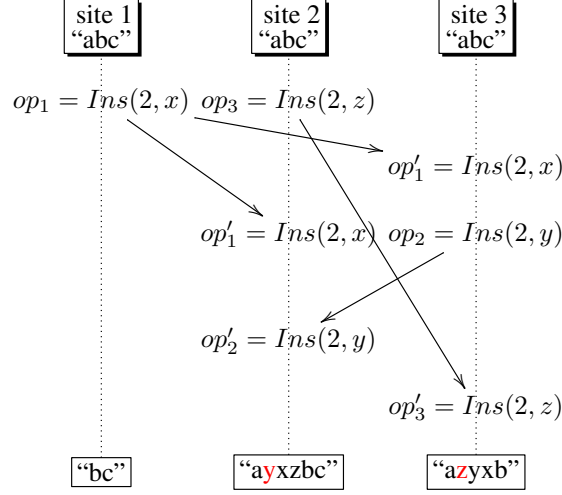 site 1 site 2 site 3
“abc” “abc” “abc”
op₁ = Ins(2, x) op₃ = Ins(2, z)
op′₁ = Ins(2, x)
op′₁ = Ins(2, x) op₂ = Ins(2, y)
op′₂ = Ins(2, y)
op′₃ = Ins(2, z)
“bc” “ayxzbc” “azyxb”